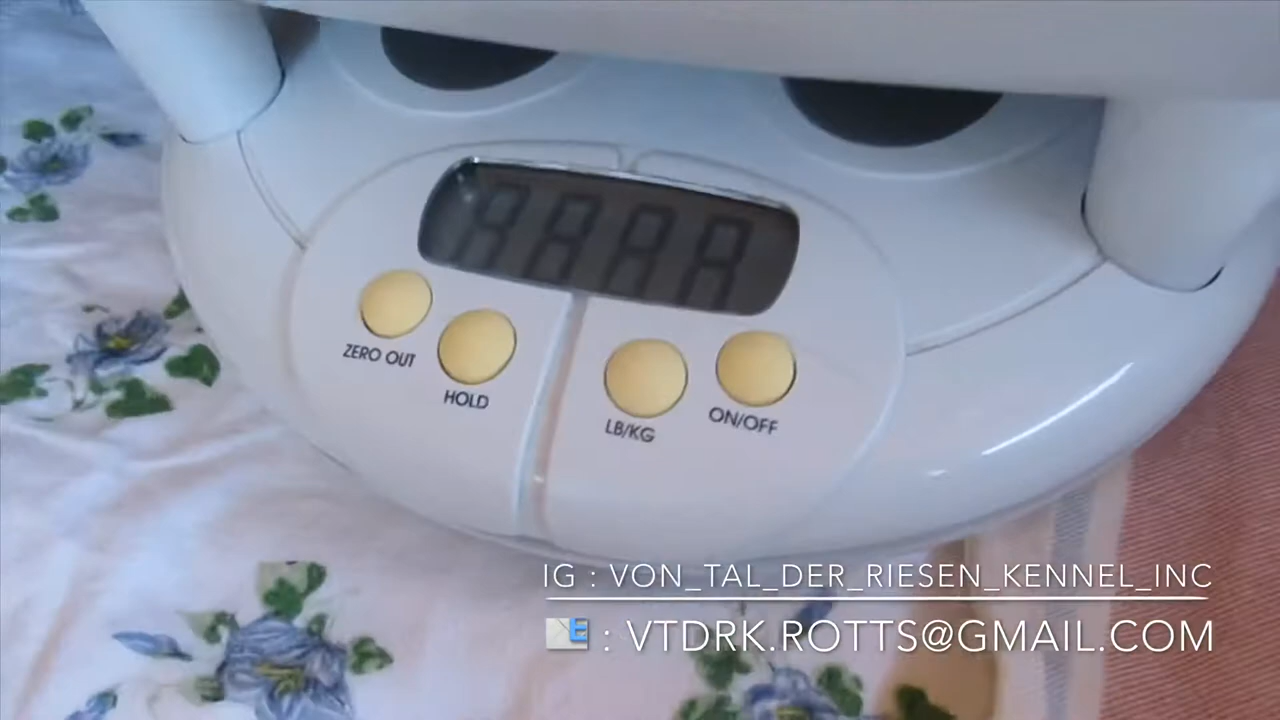 ZERO OUT
HOLD
LB/KG
ON/OFF
IG : VON_TAL_DER_RIESEN_KENNEL_INC
: VTDRK.ROTTS@GMAIL.COM